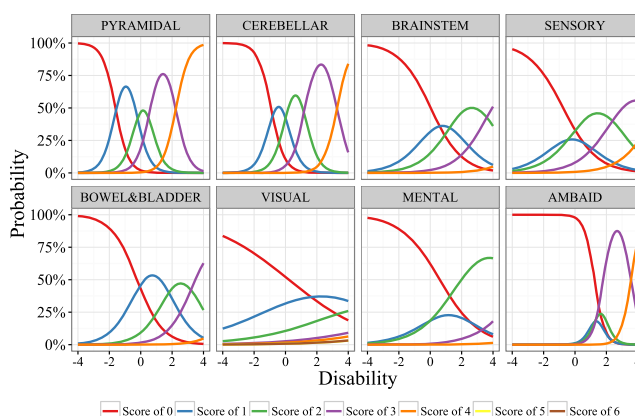 PYRAMIDAL CEREBELLAR BRAINSTEM SENSORY
100%
75%
50%
25%
0%
BOWEL&BLADDER VISUAL MENTAL AMBAID
100%
75%
50%
25%
0%
-4 -2 0 2 4 -4 -2 0 2 4 -4 -2 0 2 4 -4 -2 0 2 4
Probability
Disability
Score of 0 Score of 1 Score of 2 Score of 3 Score of 4 Score of 5 Score of 6